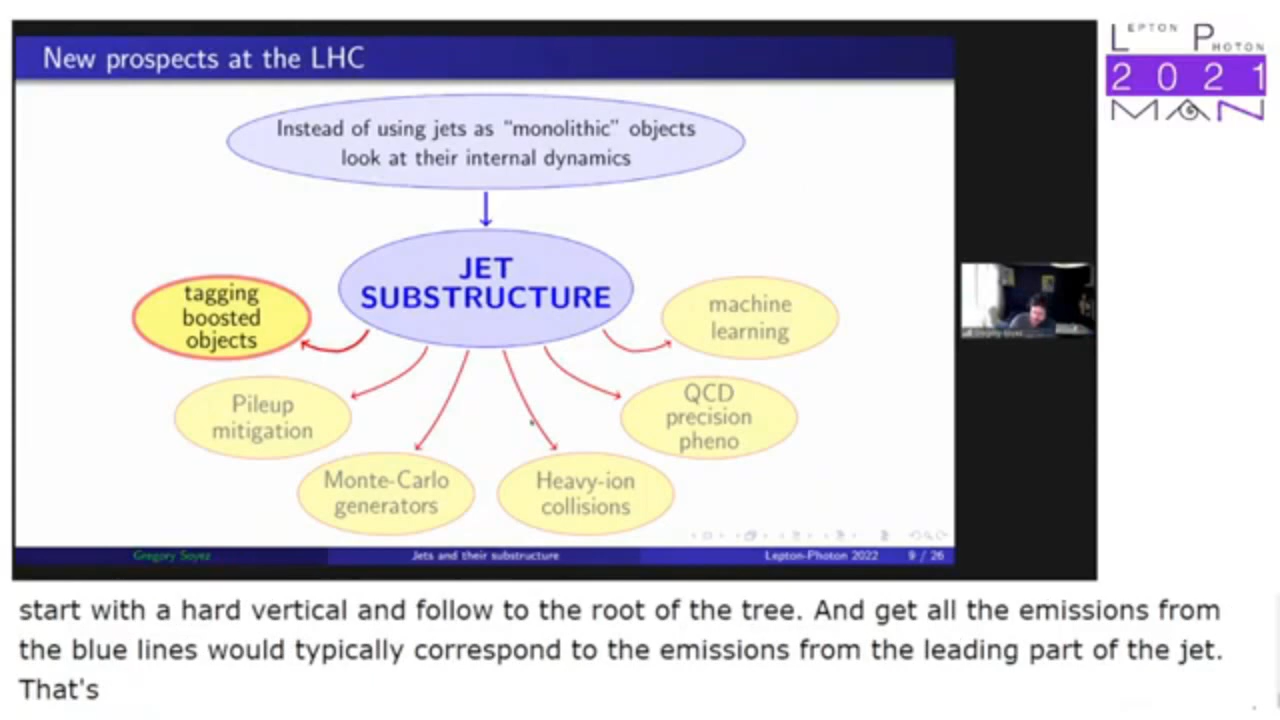 New prospects at the LHC
LEPTON PHOTON
2021
MAN
Instead of using jets as “monolithic” objects
look at their internal dynamics
JET
SUBSTRUCTURE
tagging
boosted
objects
machine
learning
Pileup
mitigation
QCD
precision
pheno
Monte-Carlo
generators
Heavy-ion
collisions
Gregory Soyez
Jets and their substructure
Lepton-Photon 2022
9 / 26
start with a hard vertical and follow to the root of the tree. And get all the emissions from
the blue lines would typically correspond to the emissions from the leading part of the jet.
That's